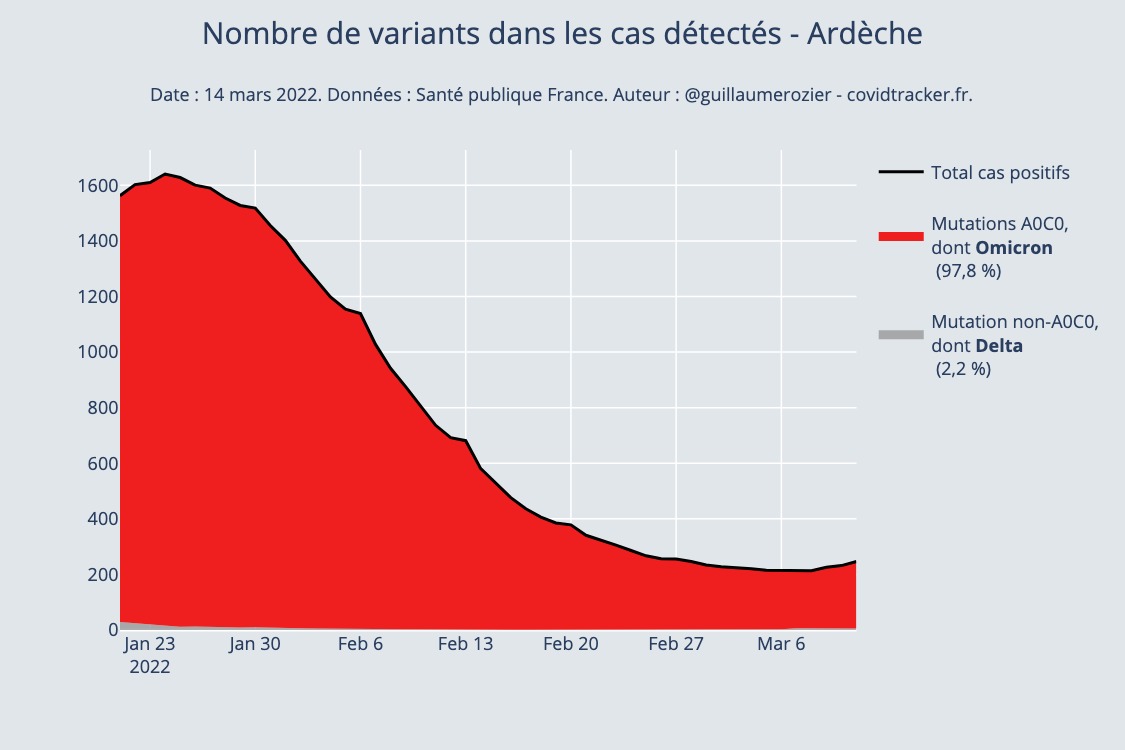 Nombre de variants dans les cas détectés - Ardèche
Date : 14 mars 2022. Données : Santé publique France. Auteur : @guillaumerozier - covidtracker.fr.
Total cas positifs
Mutations A0C0,
dont Omicron
(97,8 %)
Mutation non-A0C0,
dont Delta
(2,2 %)
1600
1400
1200
1000
800
600
400
200
0
Jan 23 Jan 30 Feb 6 Feb 13 Feb 20 Feb 27 Mar 6
2022